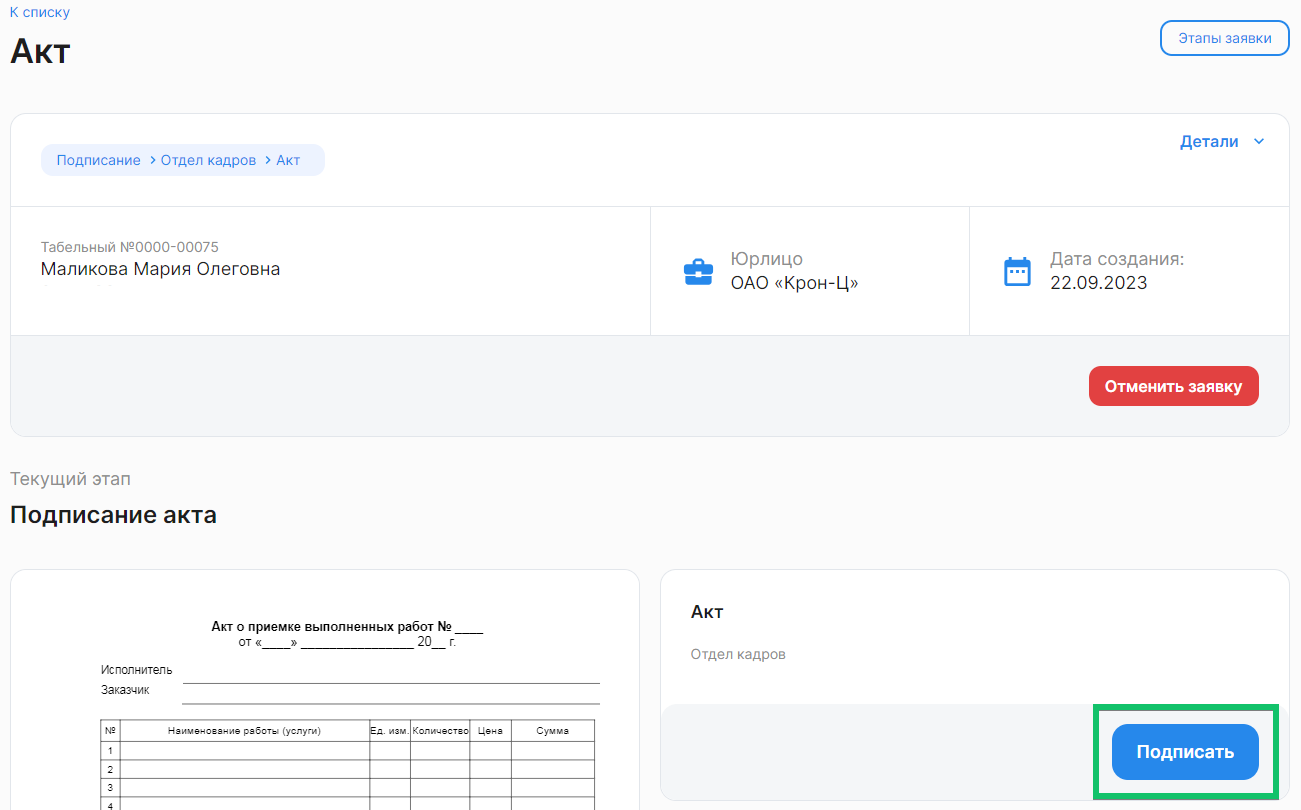 К списку
Акт
Этапы заявки
Подписание > Отдел кадров > Акт
Детали
Табельный №0000-00075
Маликова Мария Олеговна
Юрлицо
ОАО «Крон-Ц»
Дата создания:
22.09.2023
Отменить заявку
Текущий этап
Подписание акта
Акт о приемке выполненных работ № ____
от «____» ________________ 20__ г.
Исполнитель
Заказчик
№ Наименование работы (услуги) Ед. изм. Количество Цена Сумма
1
2
3
4
Акт
Отдел кадров
Подписать